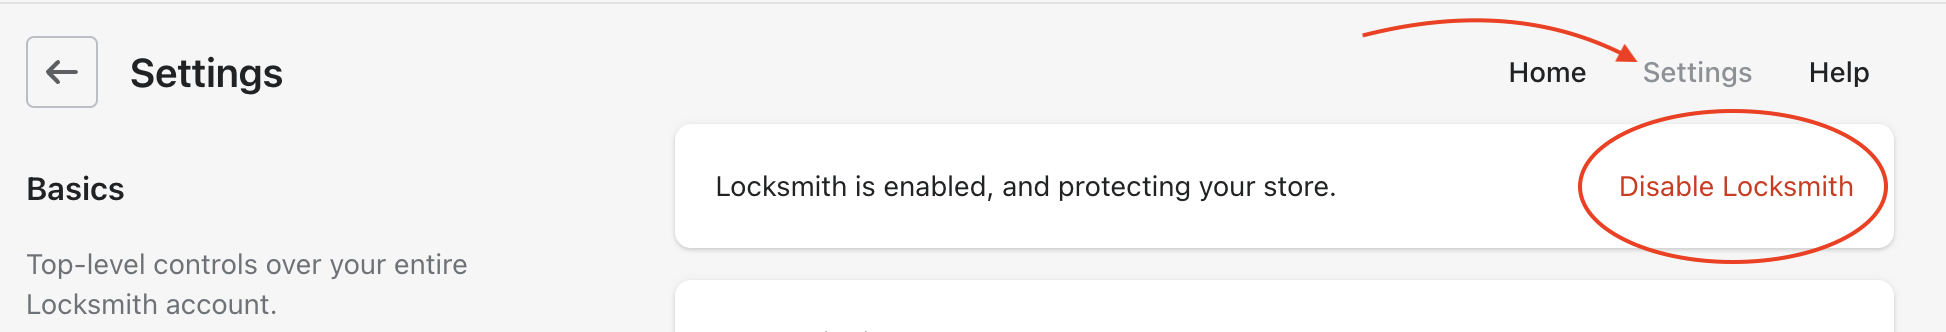 Settings
Home Settings Help
Basics
Locksmith is enabled, and protecting your store. Disable Locksmith
Top-level controls over your entire
Locksmith account.